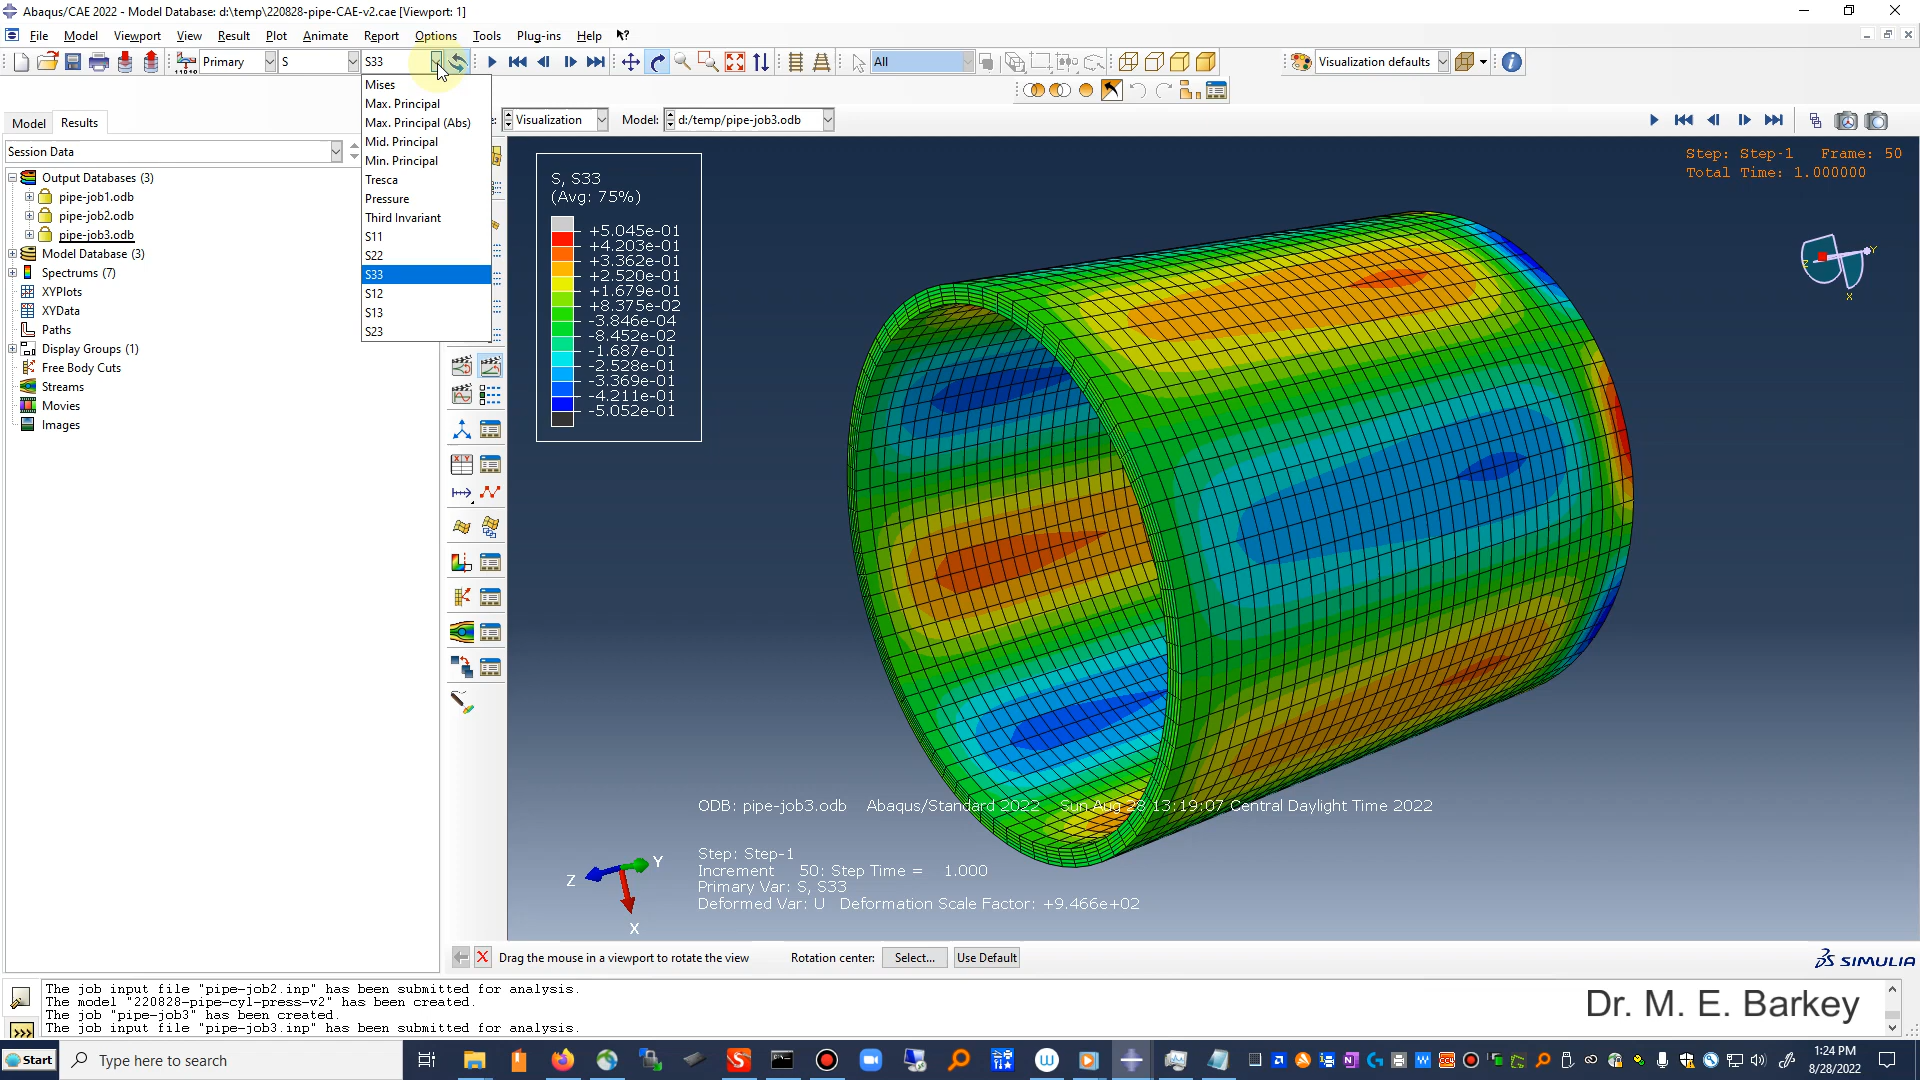 Abaqus/CAE 2022 - Model Database: d:\temp\220828-pipe-CAE-v2.cae [Viewport: 1]
File Model Viewport View Result Plot Animate Report Options Tools Plug-ins Help
Primary S S33 All Visualization defaults
Mises
Max. Principal
Max. Principal (Abs)
Mid. Principal
Min. Principal
Tresca
Pressure
Third Invariant
S11
S22
S33
S12
S13
S23
Model Results
Visualization Model: d:/temp/pipe-job3.odb
Session Data
Output Databases (3)
pipe-job1.odb
pipe-job2.odb
pipe-job3.odb
Model Database (3)
Spectrums (7)
XYPlots
XYData
Paths
Display Groups (1)
Free Body Cuts
Streams
Movies
Images
S, S33
(Avg: 75%)
+5.045e-01
+4.203e-01
+3.362e-01
+2.520e-01
+1.679e-01
+8.375e-02
-3.846e-04
-8.452e-02
-1.687e-01
-2.528e-01
-3.369e-01
-4.211e-01
-5.052e-01
Step: Step-1 Frame: 50
Total Time: 1.000000
Z Y X
ODB: pipe-job3.odb Abaqus/Standard 2022 Sun Aug 28 13:19:07 Central Daylight Time 2022
Step: Step-1
Increment 50: Step Time = 1.000
Primary Var: S, S33
Deformed Var: U Deformation Scale Factor: +9.466e+02
Z Y X
Drag the mouse in a viewport to rotate the view Rotation center: Select... Use Default
SIMULIA
The job input file "pipe-job2.inp" has been submitted for analysis.
The model "220828-pipe-cyl-press-v2" has been created.
The job "pipe-job3" has been created.
The job input file "pipe-job3.inp" has been submitted for analysis.
Dr. M. E. Barkey
Start
Type here to search
1:24 PM
8/28/2022